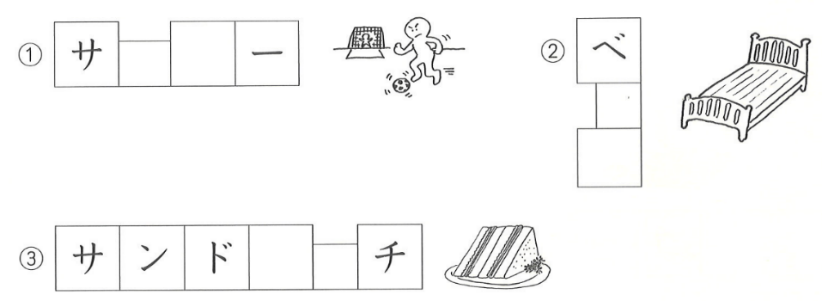 ① サ ー
② ベ
③ サンド チ